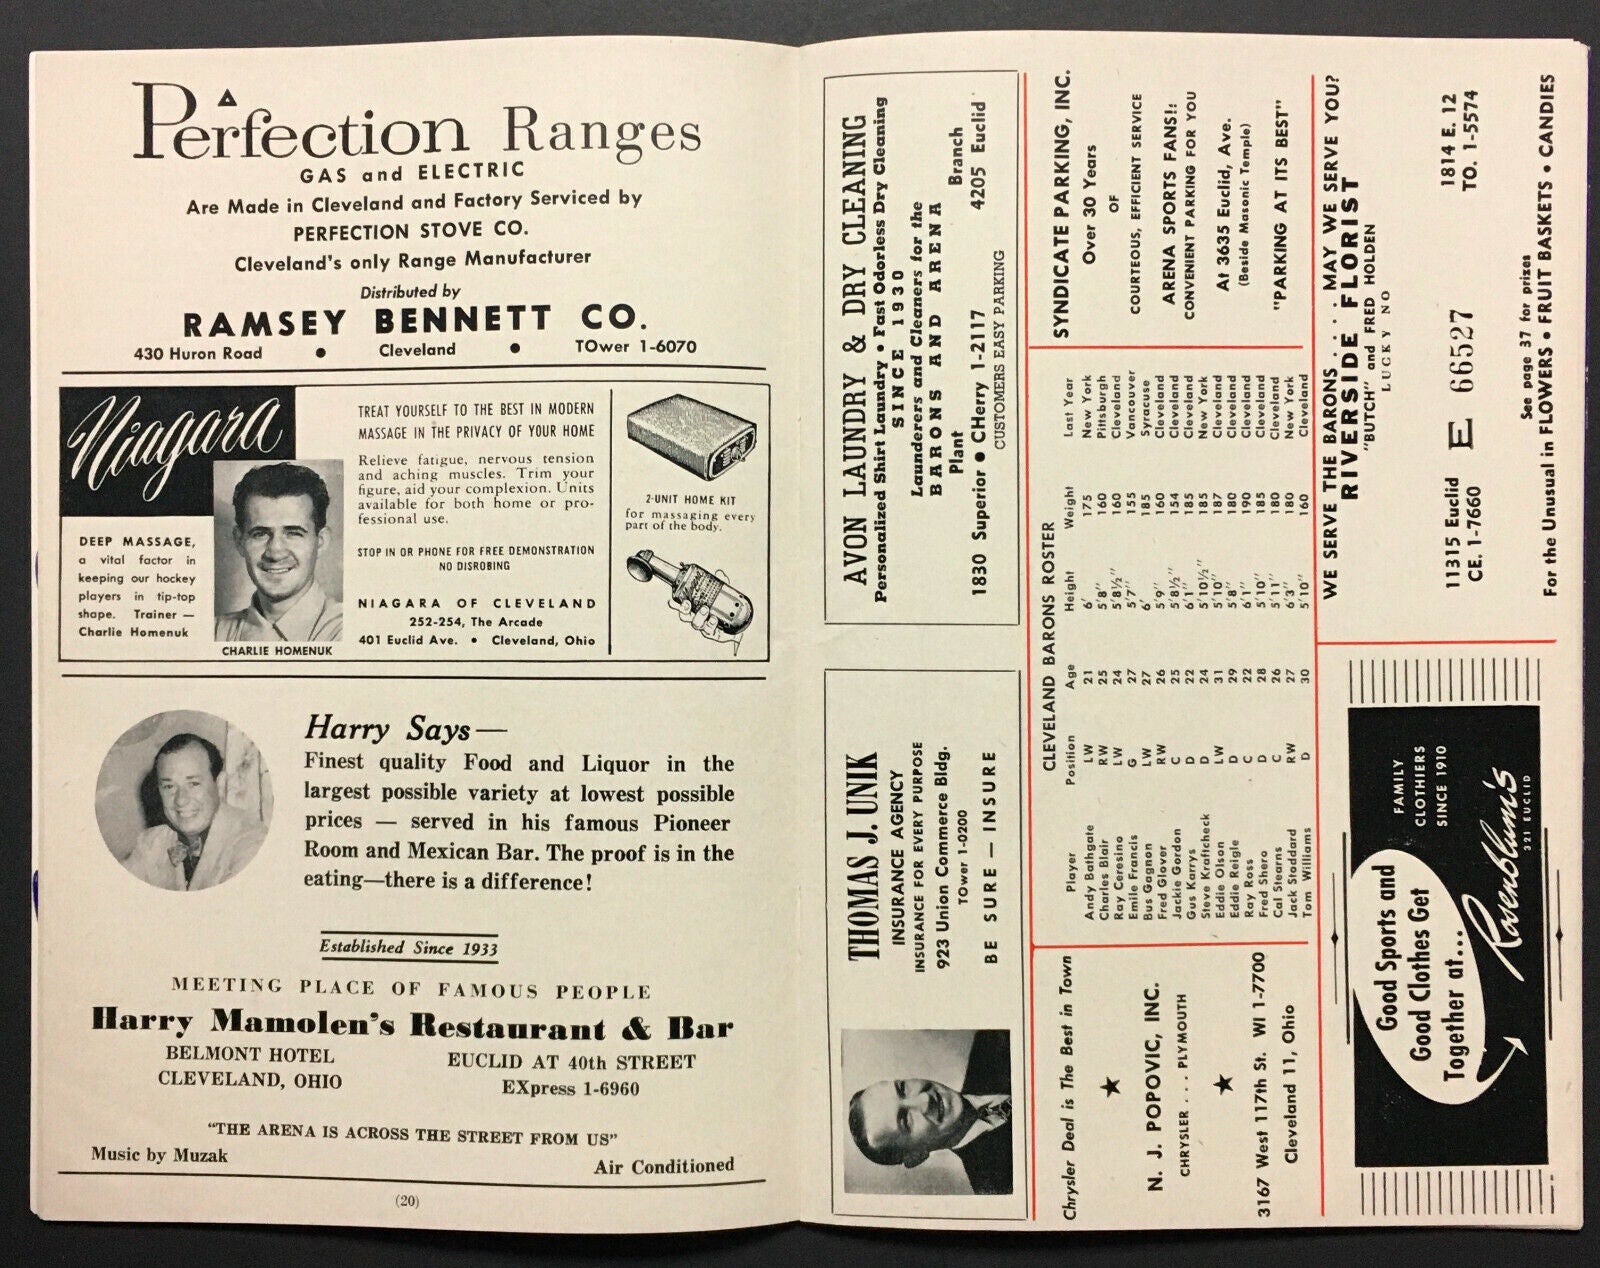 Perfection Ranges
GAS and ELECTRIC
Are Made in Cleveland and Factory Serviced by
PERFECTION STOVE CO.
Cleveland's only Range Manufacturer
Distributed by
RAMSEY BENNETT CO.
430 Huron Road • Cleveland • TOwer 1-6070
Niagara
DEEP MASSAGE,
a vital factor in
keeping our hockey
players in tip-top
shape. Trainer —
Charlie Homenuk
CHARLIE HOMENUK
TREAT YOURSELF TO THE BEST IN MODERN
MASSAGE IN THE PRIVACY OF YOUR HOME
Relieve fatigue, nervous tension
and aching muscles. Trim your
figure, aid your complexion. Units
available for both home or pro-
fessional use.
STOP IN OR PHONE FOR FREE DEMONSTRATION
NO DISROBING
NIAGARA OF CLEVELAND
252-254, The Arcade
401 Euclid Ave. • Cleveland, Ohio
2-UNIT HOME KIT
for massaging every
part of the body.
Harry Says—
Finest quality Food and Liquor in the
largest possible variety at lowest possible
prices — served in his famous Pioneer
Room and Mexican Bar. The proof is in the
eating—there is a difference!
Established Since 1933
MEETING PLACE OF FAMOUS PEOPLE
Harry Mamolen's Restaurant & Bar
BELMONT HOTEL
CLEVELAND, OHIO
EUCLID AT 40th STREET
EXpress 1-6960
"THE ARENA IS ACROSS THE STREET FROM US"
Music by Muzak
Air Conditioned
(20)
THOMAS J. UNIK
INSURANCE AGENCY
INSURANCE FOR EVERY PURPOSE
923 Union Commerce Bldg.
TOwer 1-0200
BE SURE — INSURE
AVON LAUNDRY & DRY CLEANING
Personalized Shirt Laundry • Fast Odorless Dry Cleaning
SINCE 1930
Launderers and Cleaners for the
BARONS AND ARENA
Plant Branch
1830 Superior • CHerry 1-2117 4205 Euclid
CUSTOMERS EASY PARKING
Chrysler Deal is The Best in Town
★
N. J. POPOVIC, INC.
CHRYSLER . . . PLYMOUTH
★
3167 West 117th St. WI 1-7700
Cleveland 11, Ohio
CLEVELAND BARONS ROSTER
Player Position Age Height Weight Last Year
Andy Bathgate LW 21 6' 175 New York
Charles Blair RW 25 5'8" 160 Pittsburgh
Ray Ceresino LW 24 5'8½" 160 Cleveland
Emile Francis G 27 5'7" 155 Vancouver
Bus Gagnon LW 27 6' 185 Syracuse
Fred Glover RW 26 5'9" 160 Cleveland
Jackie Gordon C 25 5'8½" 154 Cleveland
Gus Karrys D 22 6'1" 185 Cleveland
Steve Kraftcheck D 24 5'10½" 185 New York
Eddie Olson LW 31 5'10" 187 Cleveland
Eddie Reigle D 29 5'8" 180 Cleveland
Ray Ross C 22 6'1" 190 Cleveland
Fred Shero D 28 5'10" 185 Cleveland
Cal Stearns C 26 5'11" 180 Cleveland
Jack Stoddard RW 27 6'3" 180 New York
Tom Williams D 30 5'10" 160 Cleveland
SYNDICATE PARKING, INC.
Over 30 Years
OF
COURTEOUS, EFFICIENT SERVICE
ARENA SPORTS FANS!!
CONVENIENT PARKING FOR YOU
At 3635 Euclid, Ave.
(Beside Masonic Temple)
"PARKING AT ITS BEST"
Good Sports and
Good Clothes Get
Together at...
FAMILY
CLOTHIERS
SINCE 1910
Rosenblum's
321 EUCLID
WE SERVE THE BARONS . . . MAY WE SERVE YOU?
RIVERSIDE FLORIST
"BUTCH" and FRED HOLDEN
LUCKY NO
11315 Euclid 1814 E. 12
CE. 1-7660 TO. 1-5574
E 66527
See page 37 for prizes
For the Unusual in FLOWERS • FRUIT BASKETS • CANDIES